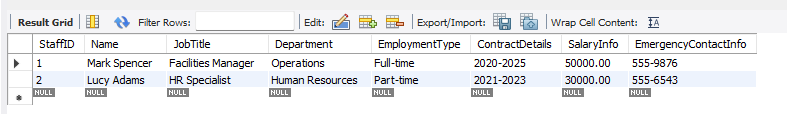 Result Grid Filter Rows: Edit: Export/Import: Wrap Cell Content: IA
StaffID Name JobTitle Department EmploymentType ContractDetails SalaryInfo EmergencyContactInfo
1 Mark Spencer Facilities Manager Operations Full-time 2020-2025 50000.00 555-9876
2 Lucy Adams HR Specialist Human Resources Part-time 2021-2023 30000.00 555-6543
NULL NULL NULL NULL NULL NULL NULL NULL